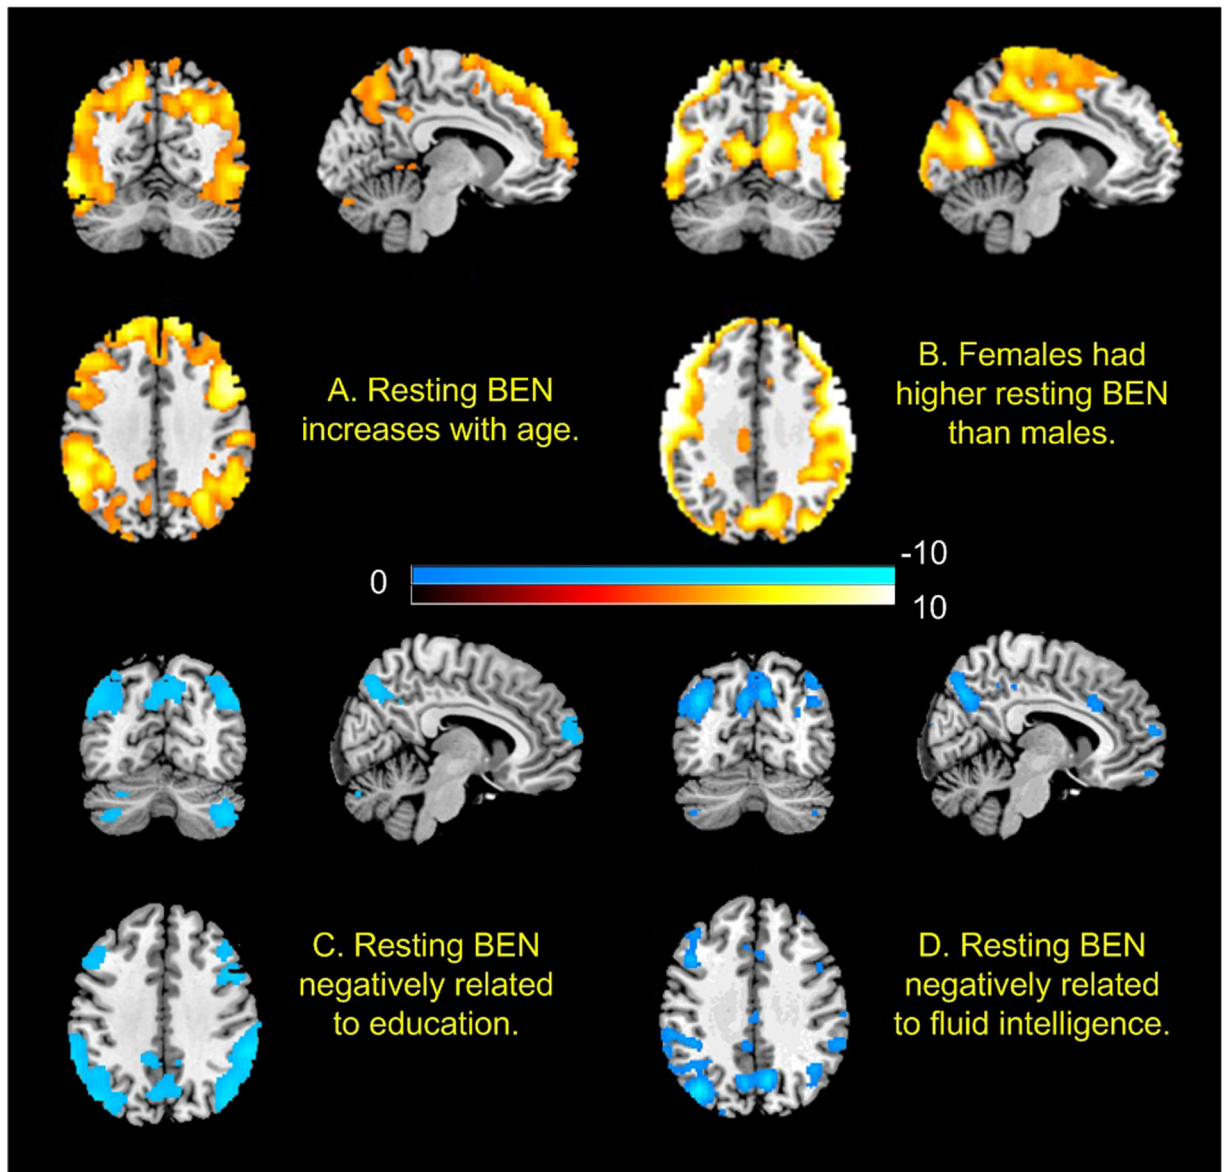 A. Resting BEN
increases with age.
B. Females had
higher resting BEN
than males.
0
-10
10
C. Resting BEN
negatively related
to education.
D. Resting BEN
negatively related
to fluid intelligence.